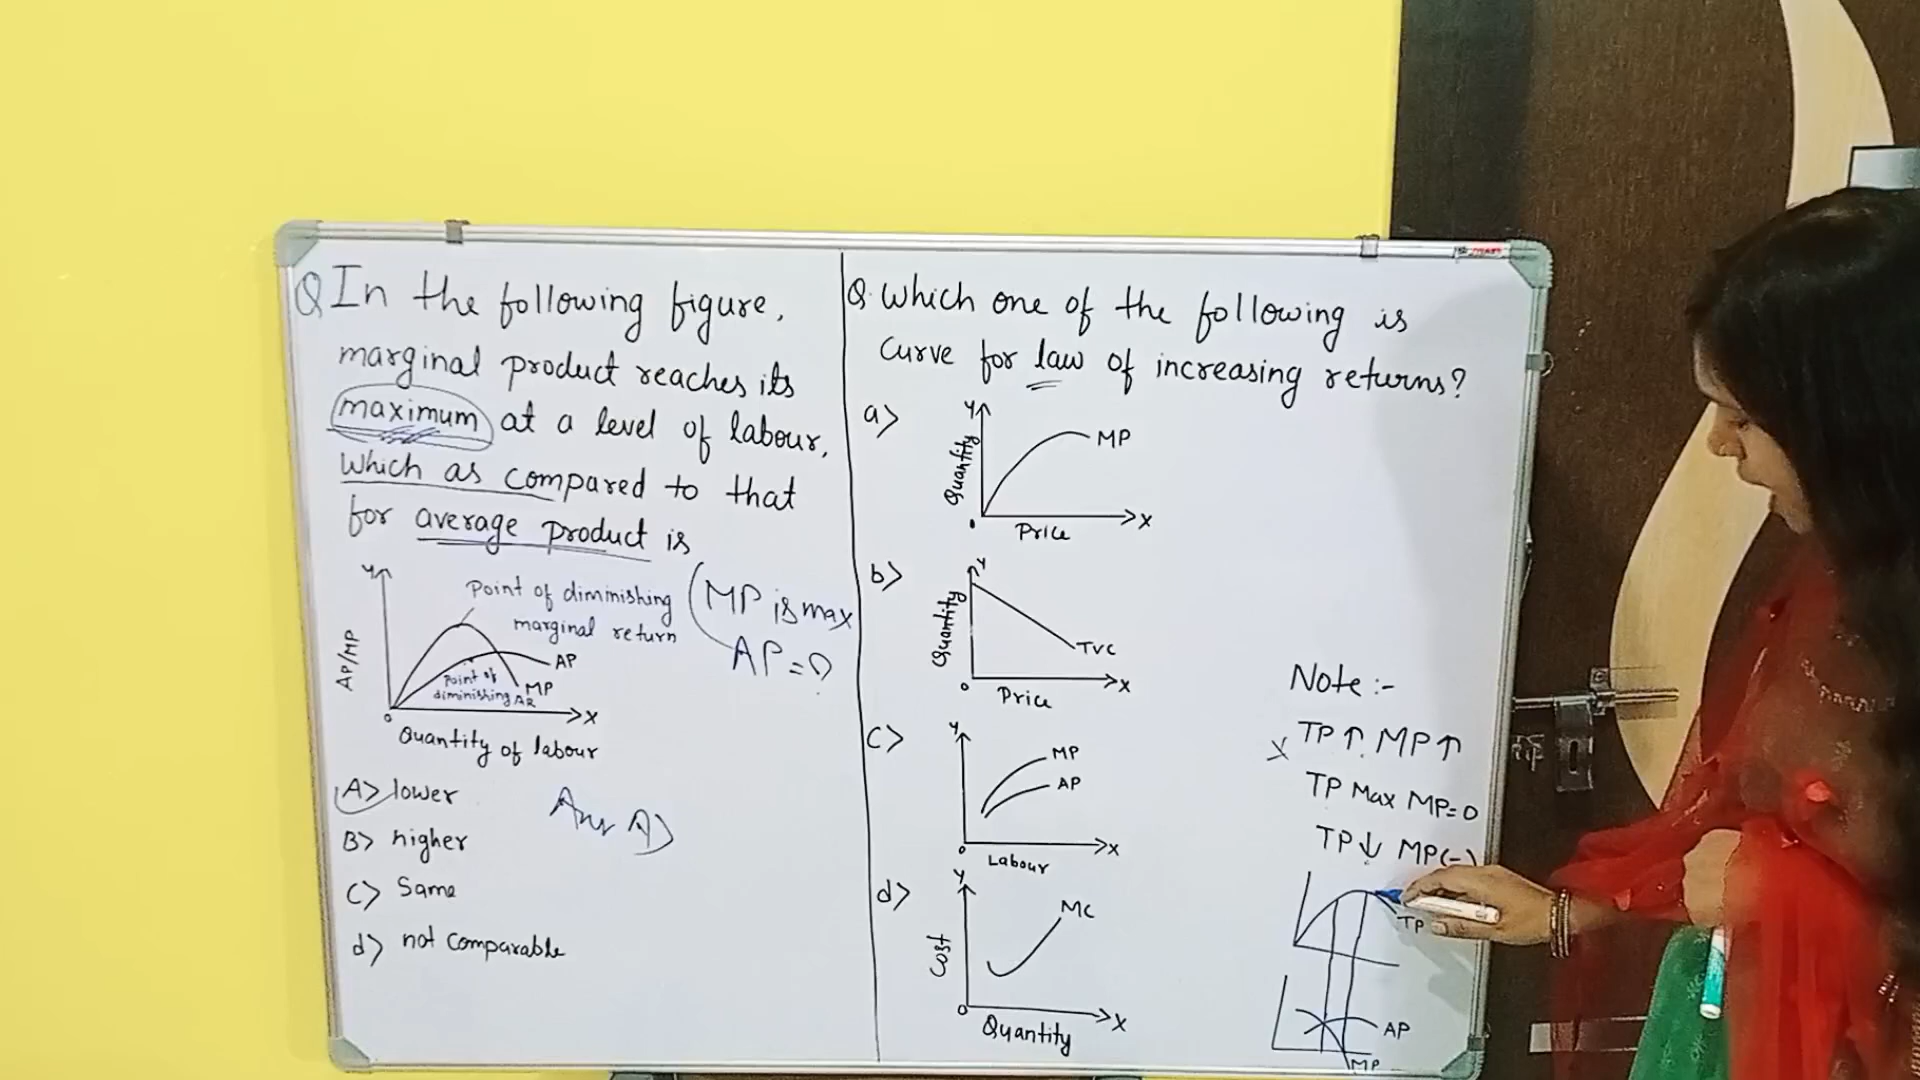 Q In the following figure,
marginal product reaches its
maximum at a level of labour,
which as compared to that
for average product is
Y
AP/MP
Point of diminishing
marginal return
AP
MP
Point of
diminishing AR
0
X
Quantity of labour
(MP is max
AP = ?
A> lower
B> higher
C> Same
d) not comparable
Ans A)
Q. Which one of the following is
curve for law of increasing returns?
a>
Y
Quantity
MP
X
Price
b>
Y
Quantity
TVC
0
X
Price
c>
Y
MP
AP
0
X
Labour
d>
Y
Cost
MC
0
X
Quantity
Note :-
X TP↑ MP↑
TP Max MP=0
TP↓ MP(-)
TP
AP
MP